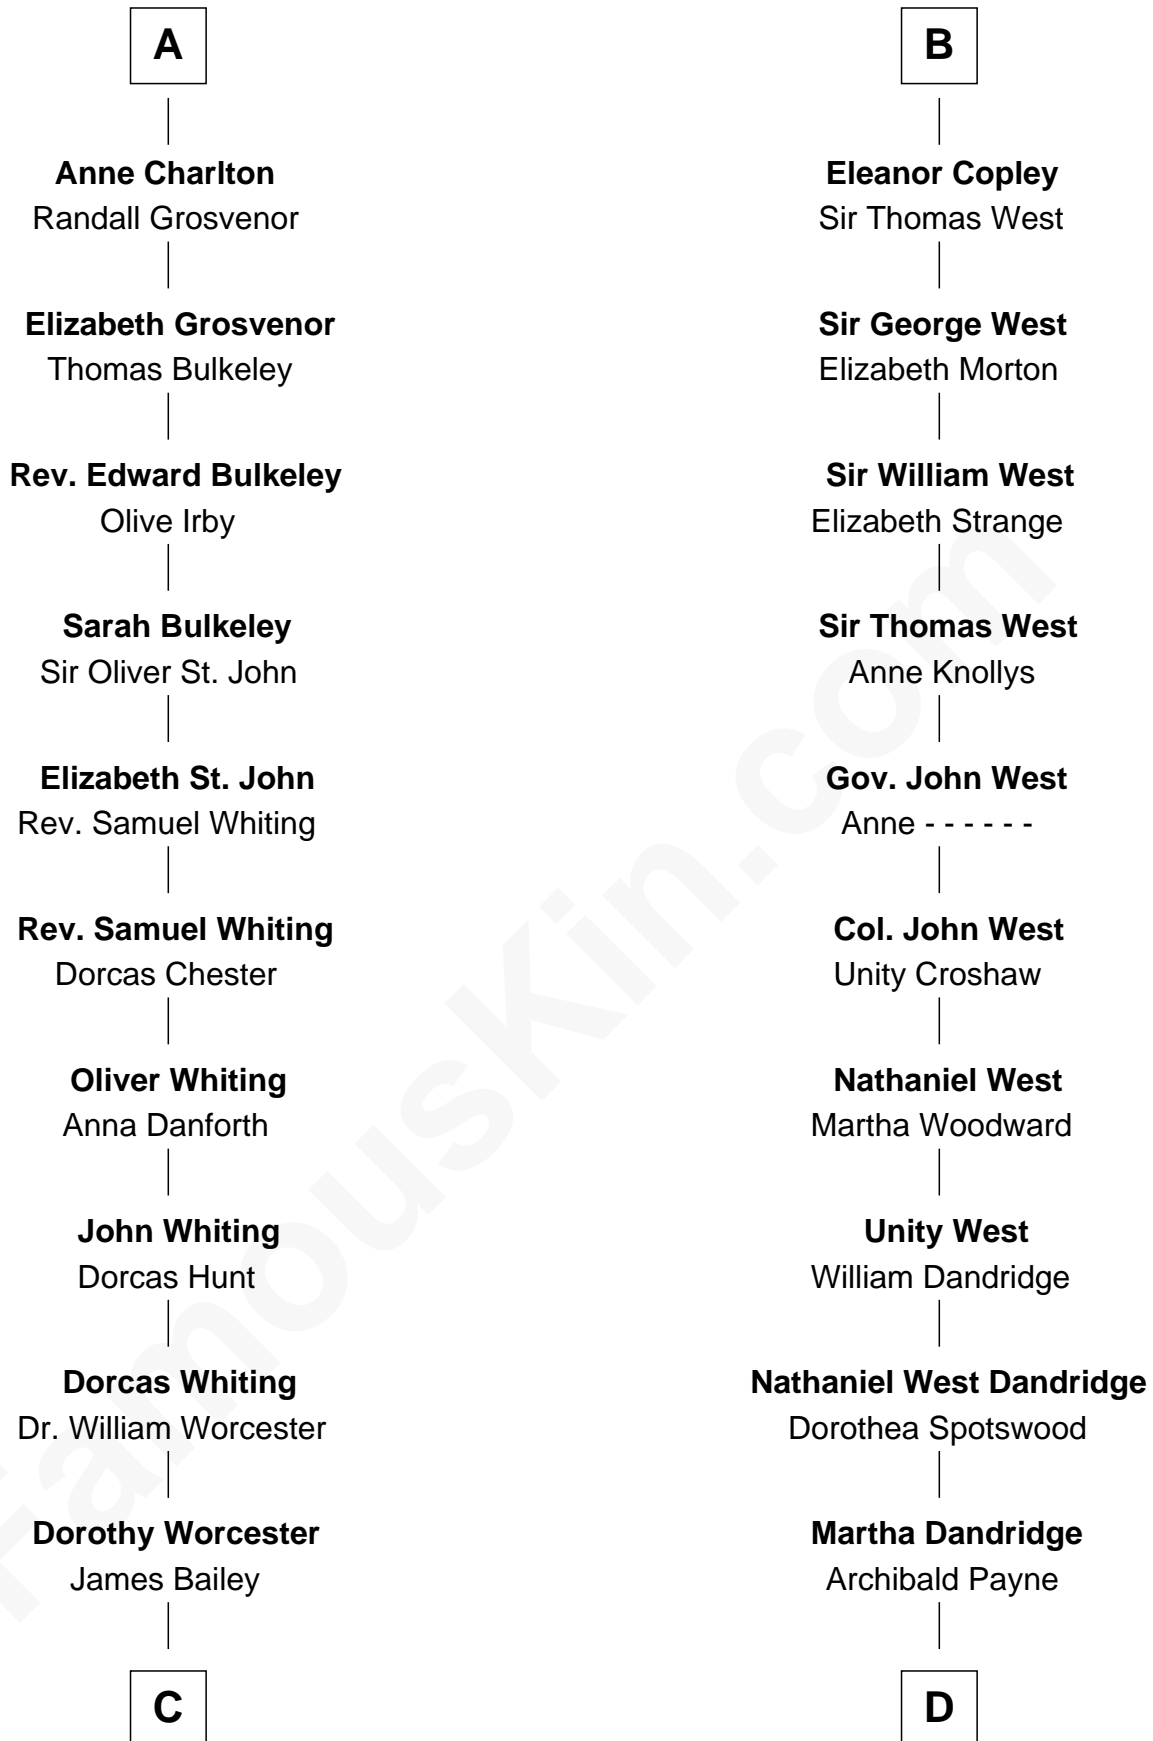 A
Anne Charlton
Randall Grosvenor
Elizabeth Grosvenor
Thomas Bulkeley
Rev. Edward Bulkeley
Olive Irby
Sarah Bulkeley
Sir Oliver St. John
Elizabeth St. John
Rev. Samuel Whiting
Rev. Samuel Whiting
Dorcas Chester
Oliver Whiting
Anna Danforth
John Whiting
Dorcas Hunt
Dorcas Whiting
Dr. William Worcester
Dorothy Worcester
James Bailey
C
B
Eleanor Copley
Sir Thomas West
Sir George West
Elizabeth Morton
Sir William West
Elizabeth Strange
Sir Thomas West
Anne Knollys
Gov. John West
Anne - - - - - -
Col. John West
Unity Croshaw
Nathaniel West
Martha Woodward
Unity West
William Dandridge
Nathaniel West Dandridge
Dorothea Spotswood
Martha Dandridge
Archibald Payne
D
FamousKin.com